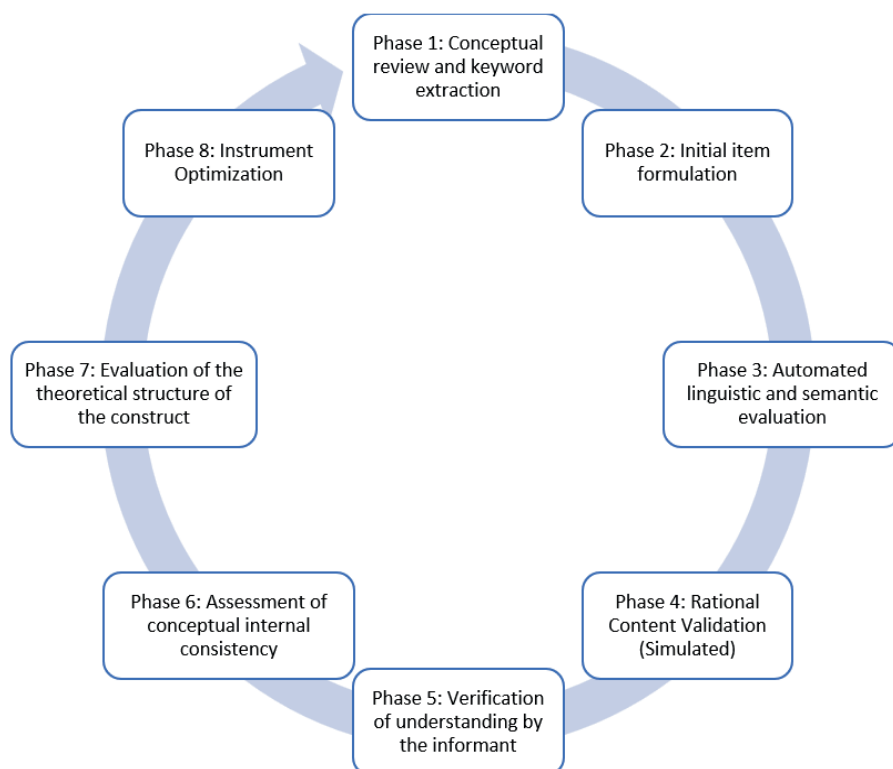 Phase 1: Conceptual
review and keyword
extraction
Phase 2: Initial item
formulation
Phase 3: Automated
linguistic and semantic
evaluation
Phase 4: Rational
Content Validation
(Simulated)
Phase 5: Verification
of understanding by
the informant
Phase 6: Assessment of
conceptual internal
consistency
Phase 7: Evaluation of the
theoretical structure of
the construct
Phase 8: Instrument
Optimization